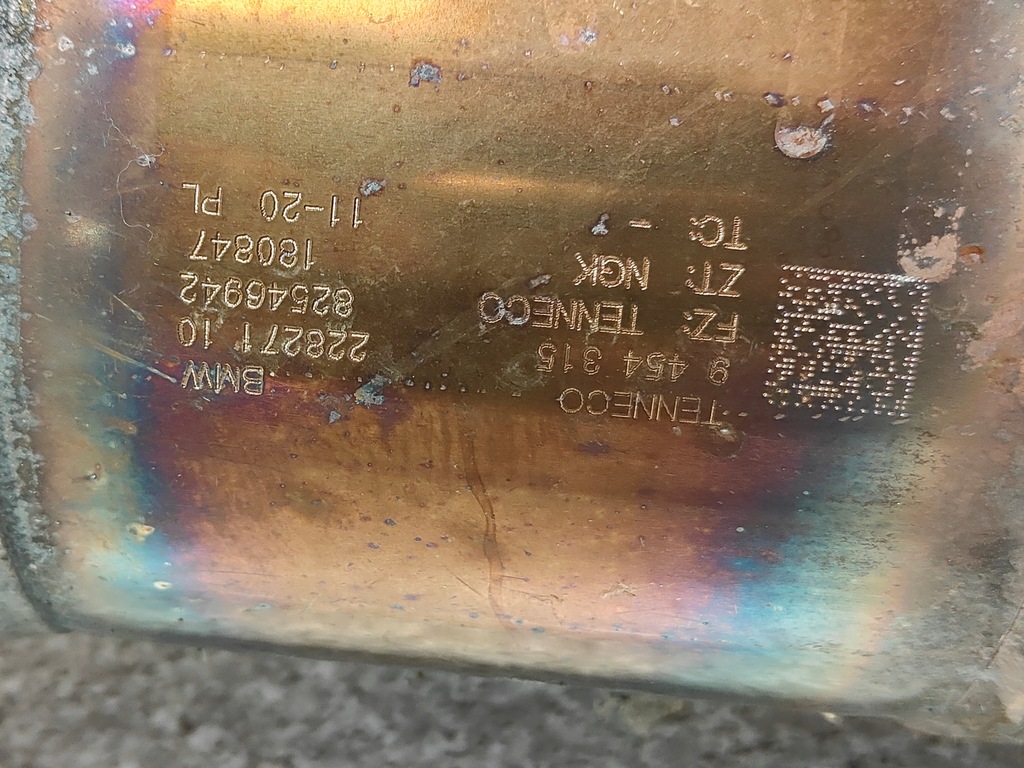 TENNECO
9 454 315
FZ: TENNECO
ZT: NGK
TC: -
BMW
228271 10
82546942
180847
11-20 PL